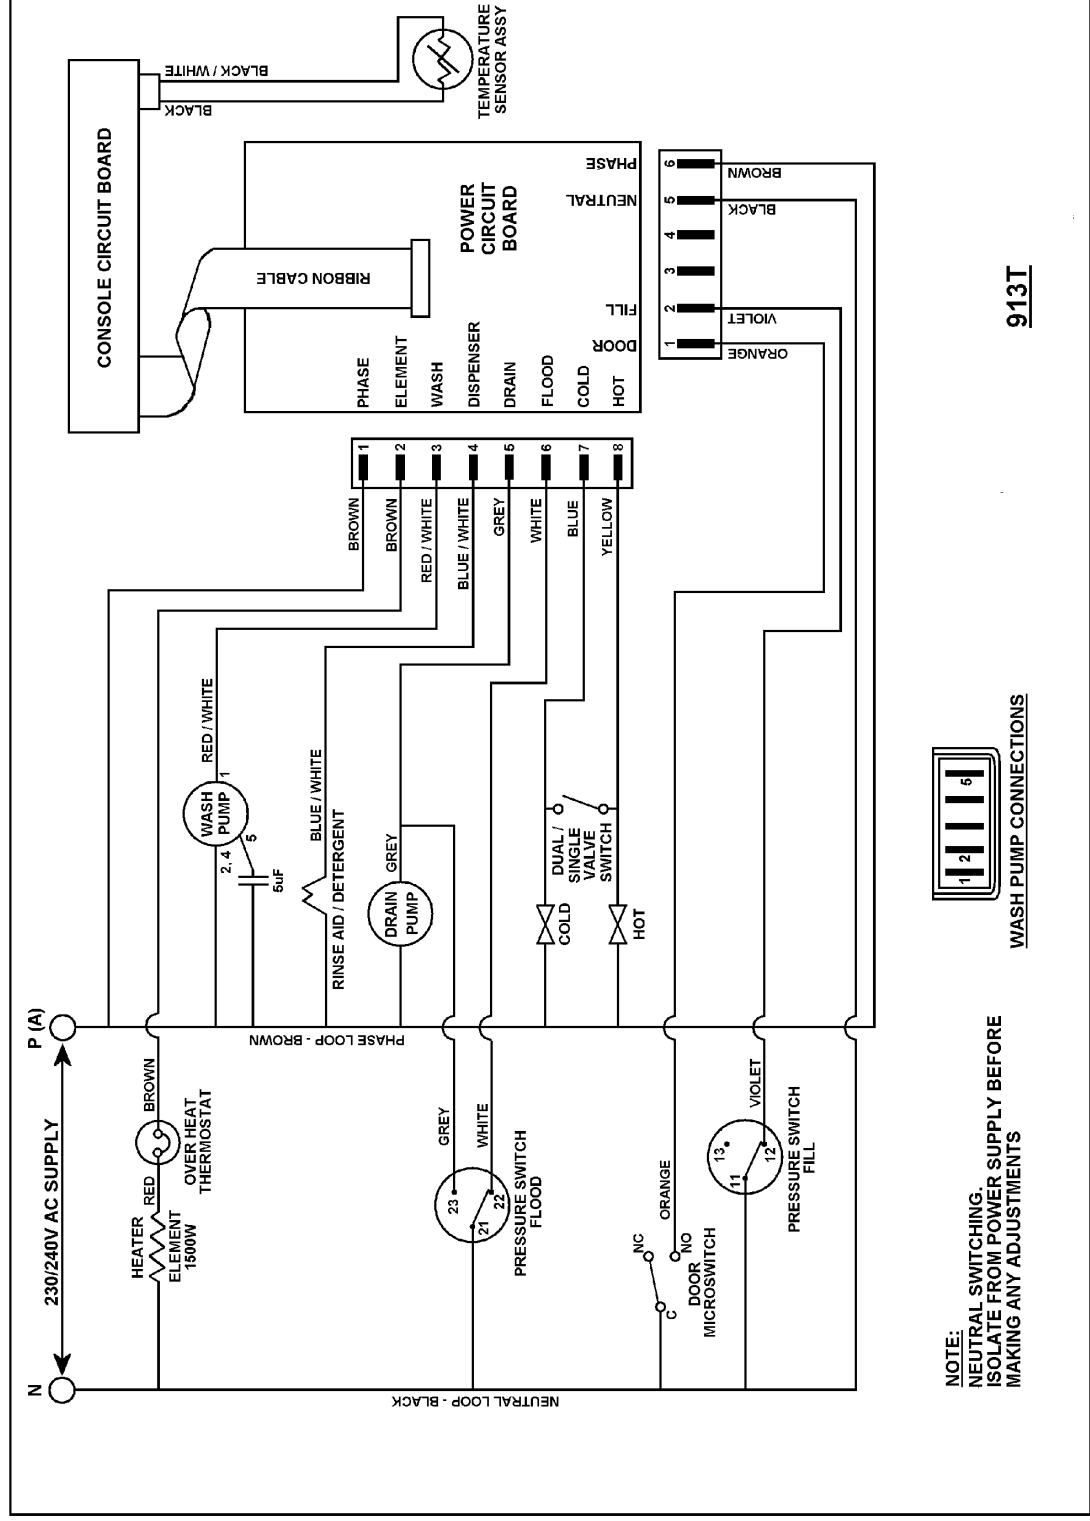 CONSOLE CIRCUIT BOARD
BLACK / WHITE
BLACK
TEMPERATURE
SENSOR ASSY
RIBBON CABLE
POWER
CIRCUIT
BOARD
PHASE
NEUTRAL
FILL
DOOR
PHASE
ELEMENT
WASH
DISPENSER
DRAIN
FLOOD
COLD
HOT
6
5
4
3
2
1
BROWN
BLACK
VIOLET
ORANGE
1
2
3
4
5
6
7
8
BROWN
BROWN
RED / WHITE
BLUE / WHITE
GREY
WHITE
BLUE
YELLOW
RED / WHITE
1
WASH
PUMP
2, 4
5
5uF
BLUE / WHITE
RINSE AID / DETERGENT
GREY
DRAIN
PUMP
DUAL /
SINGLE
VALVE
SWITCH
COLD
HOT
P (A)
PHASE LOOP - BROWN
230/240V AC SUPPLY
N
NEUTRAL LOOP - BLACK
BROWN
OVER HEAT
THERMOSTAT
RED
HEATER
ELEMENT
1500W
GREY
WHITE
23
21
22
PRESSURE SWITCH
FLOOD
ORANGE
NC
NO
C
DOOR
MICROSWITCH
VIOLET
13
11
12
PRESSURE SWITCH
FILL
913T
1
2
5
WASH PUMP CONNECTIONS
NOTE:
NEUTRAL SWITCHING.
ISOLATE FROM POWER SUPPLY BEFORE
MAKING ANY ADJUSTMENTS